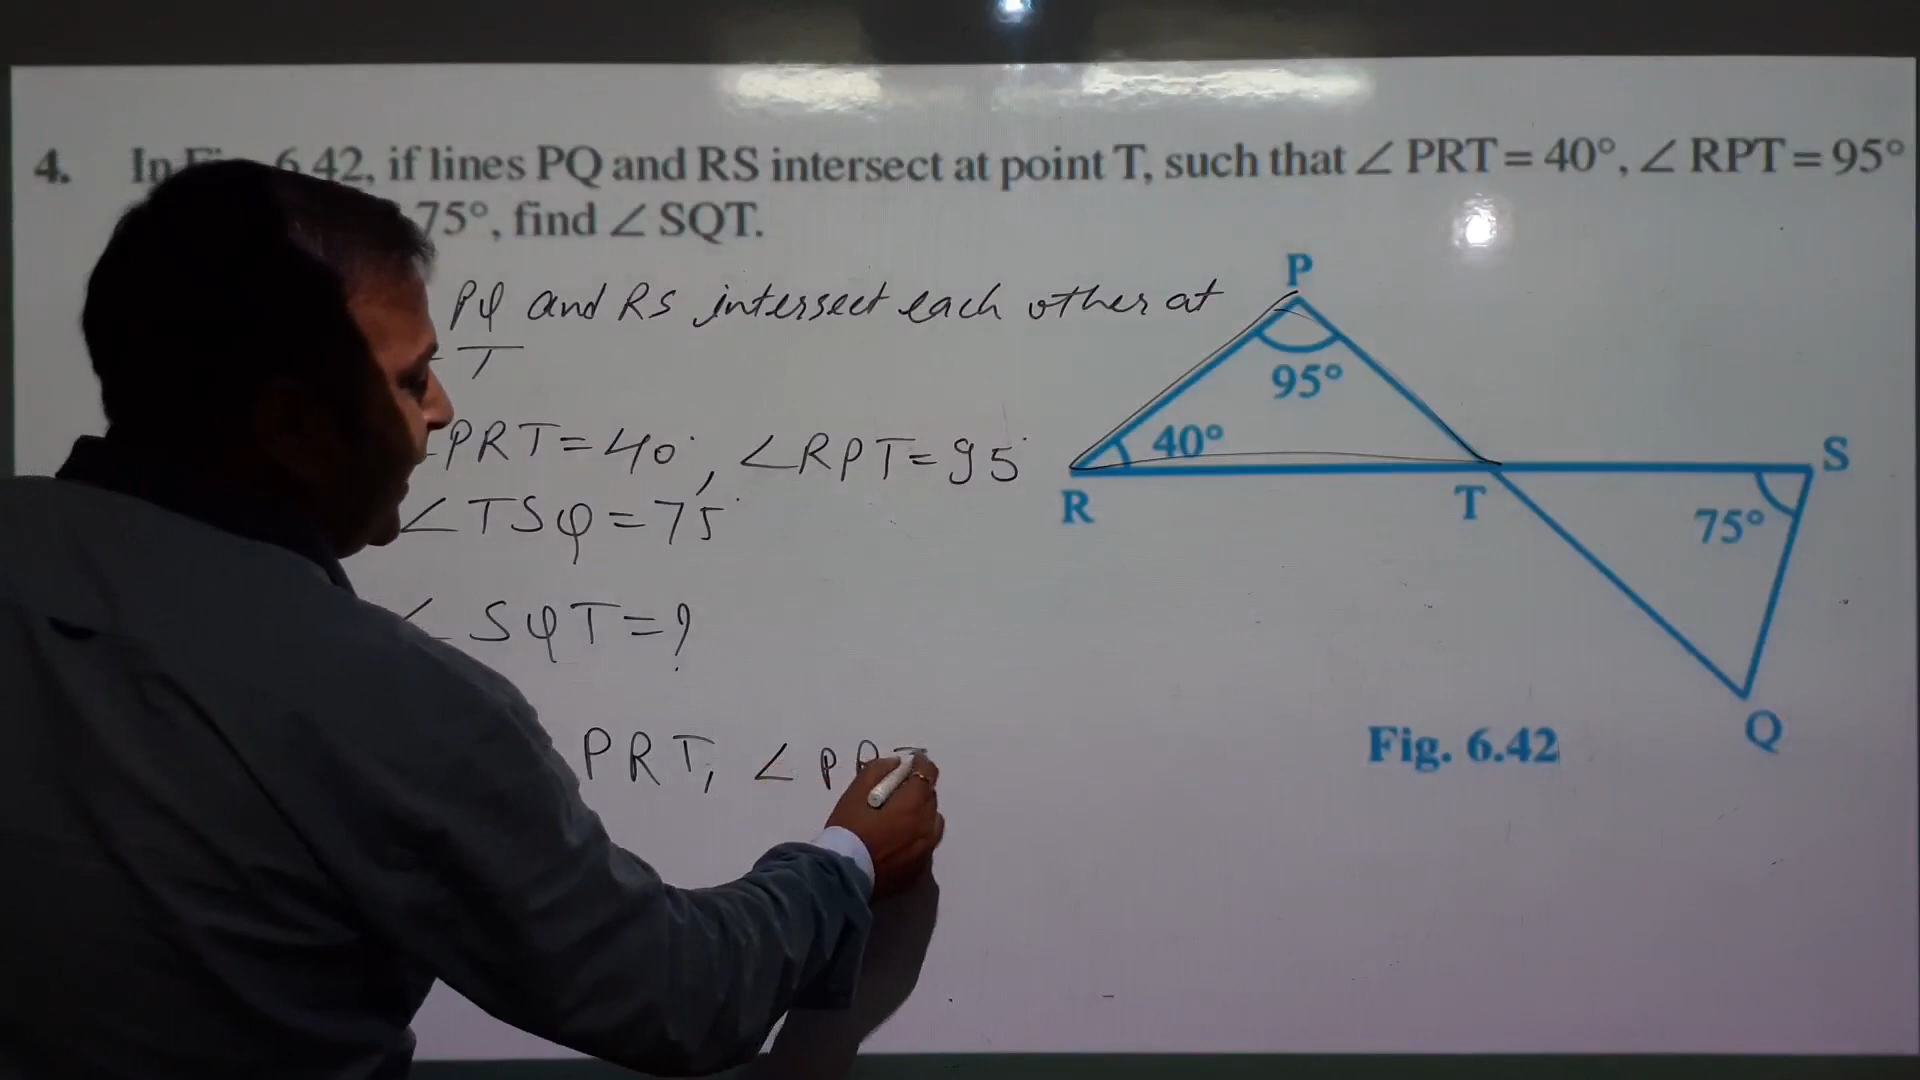 4. In 6.42, if lines PQ and RS intersect at point T, such that ∠ PRT = 40°, ∠ RPT = 95°
75°, find ∠ SQT.
PQ and RS intersect each other at
T
PRT = 40°, ∠RPT = 95°
∠TSQ = 75°
∠SQT = ?
PRT, ∠PRT
P
95°
40°
R
T
S
75°
Q
Fig. 6.42